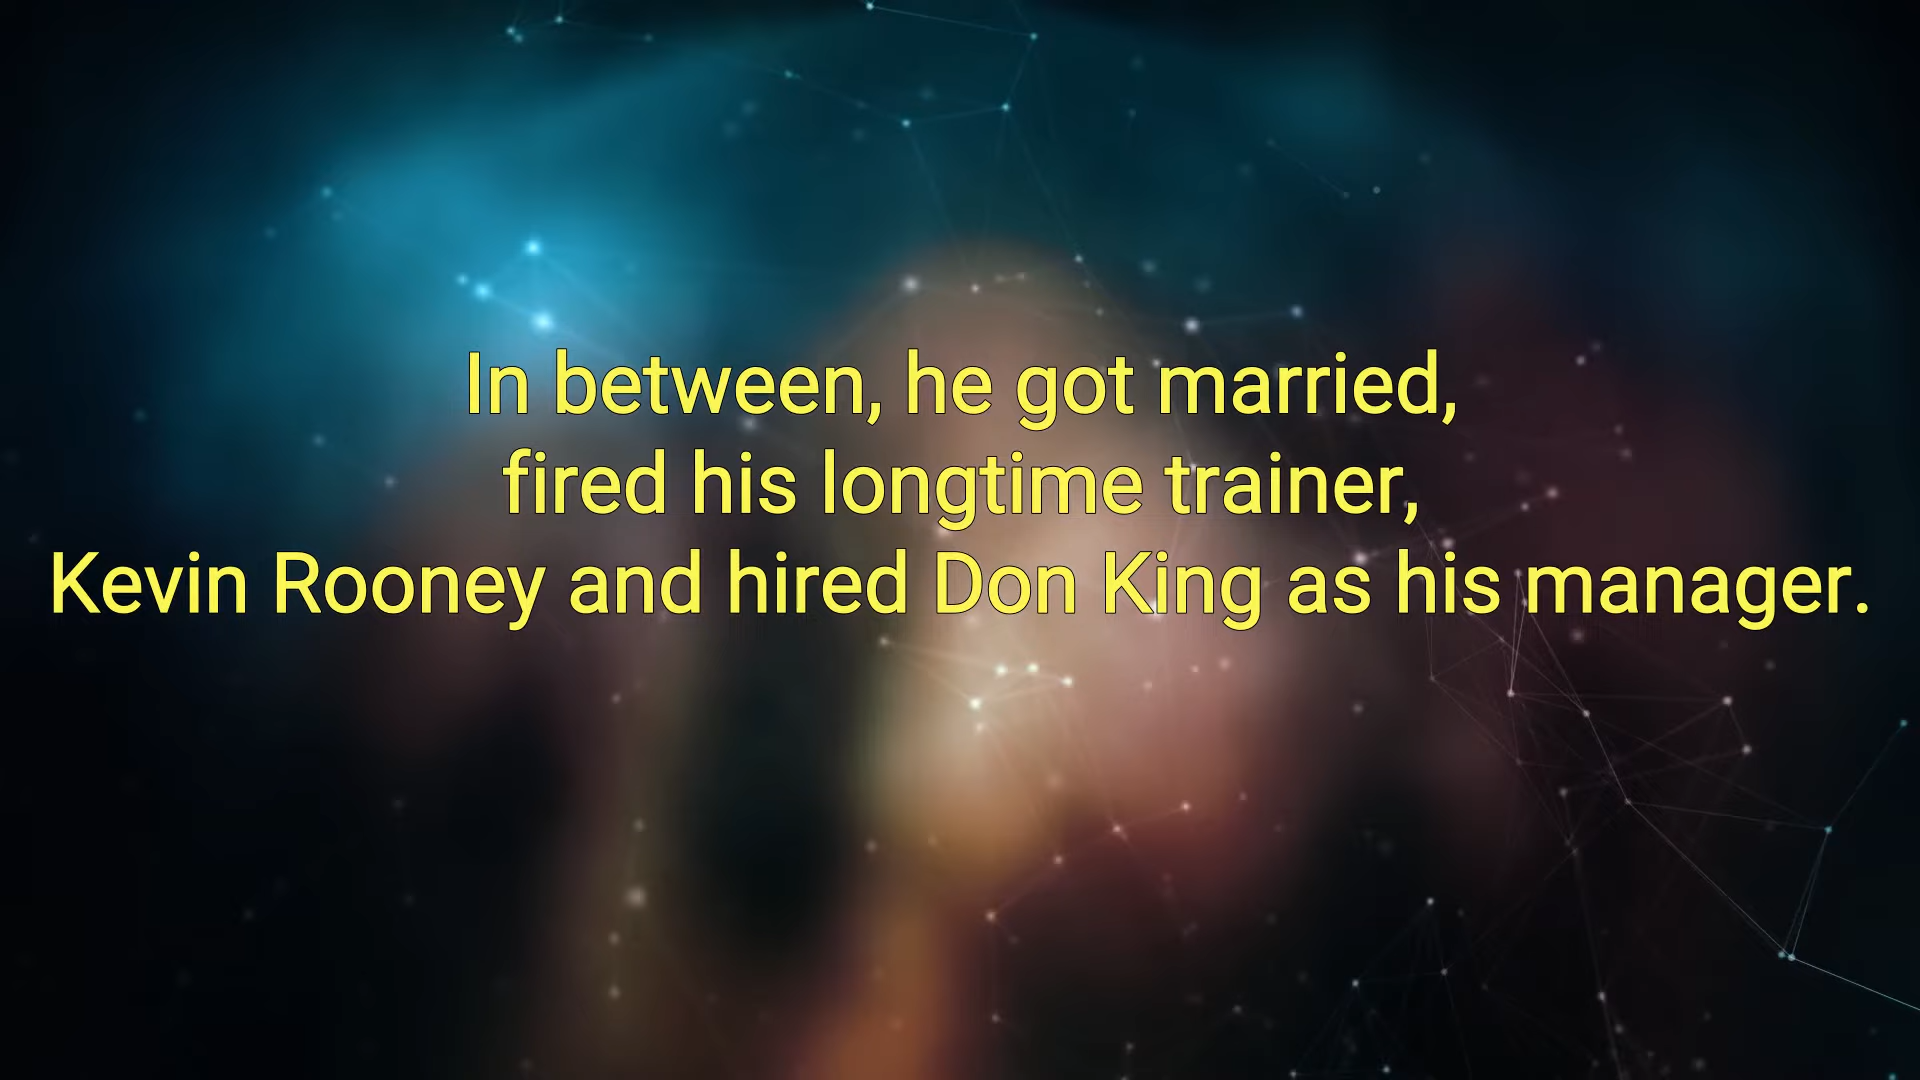 In between, he got married,
fired his longtime trainer,
Kevin Rooney and hired Don King as his manager.